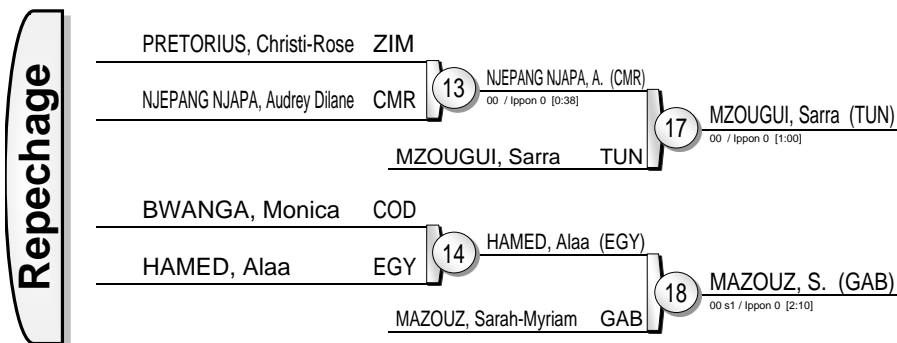 Repechage
PRETORIUS, Christi-Rose ZIM
NJEPANG NJAPA, Audrey Dilane CMR
13
NJEPANG NJAPA, A. (CMR)
00 / Ippon 0 [0:38]
MZOUGUI, Sarra TUN
17
MZOUGUI, Sarra (TUN)
00 / Ippon 0 [1:00]
BWANGA, Monica COD
HAMED, Alaa EGY
14
HAMED, Alaa (EGY)
MAZOUZ, Sarah-Myriam GAB
18
MAZOUZ, S. (GAB)
00 s1 / Ippon 0 [2:10]